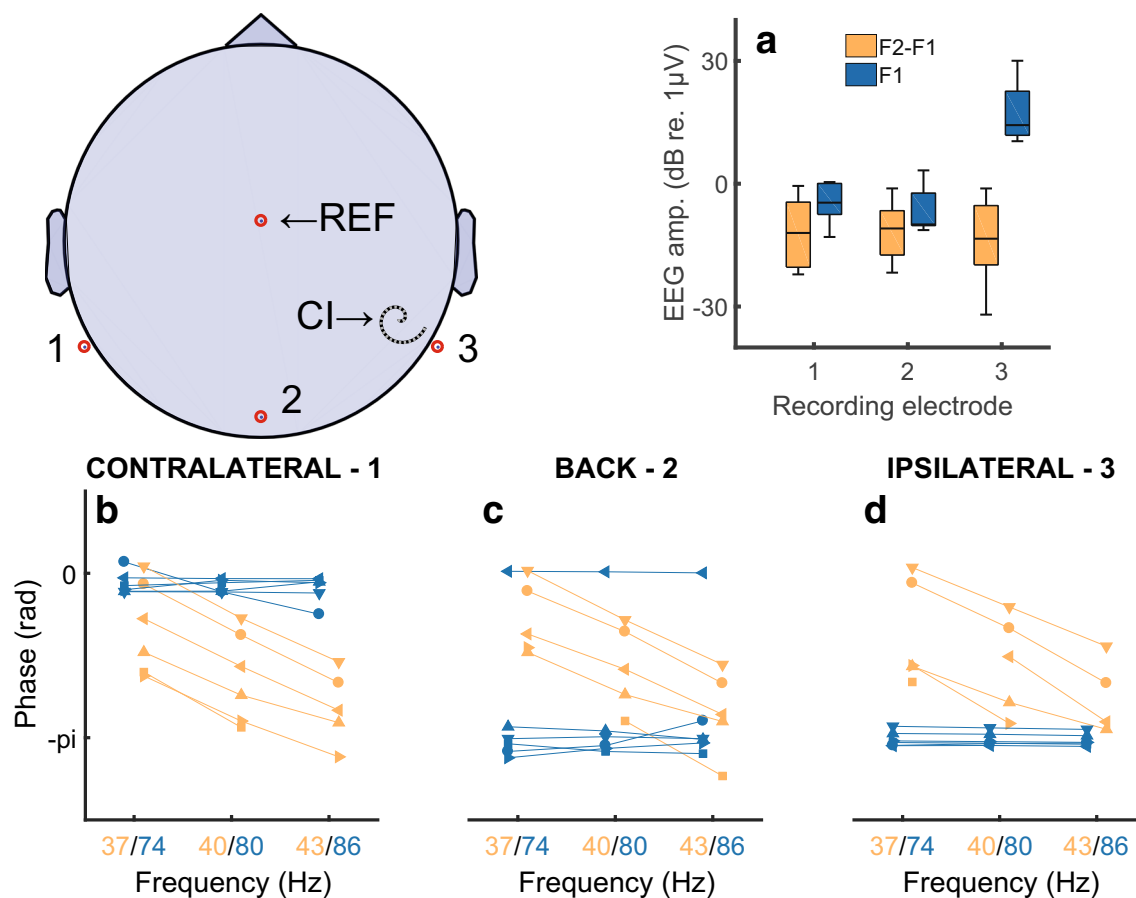 ←REF
CI→
1
2
3
a
F2-F1
F1
EEG amp. (dB re. 1µV)
30
0
-30
1 2 3
Recording electrode
CONTRALATERAL - 1
BACK - 2
IPSILATERAL - 3
b
c
d
Phase (rad)
0
-pi
37/74 40/80 43/86
37/74 40/80 43/86
37/74 40/80 43/86
Frequency (Hz)
Frequency (Hz)
Frequency (Hz)